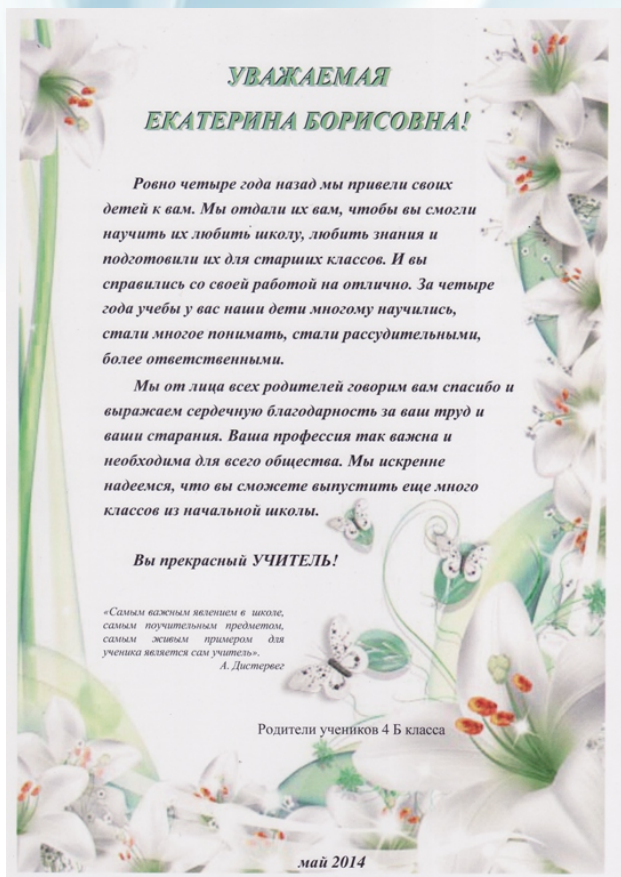 УВАЖАЕМАЯ
ЕКАТЕРИНА БОРИСОВНА!
Ровно четыре года назад мы привели своих
детей к вам. Мы отдали их вам, чтобы вы смогли
научить их любить школу, любить знания и
подготовили их для старших классов. И вы
справились со своей работой на отлично. За четыре
года учебы у вас наши дети многому научились,
стали многое понимать, стали рассудительными,
более ответственными.
Мы от лица всех родителей говорим вам спасибо и
выражаем сердечную благодарность за ваш труд и
ваши старания. Ваша профессия так важна и
необходима для всего общества. Мы искренне
надеемся, что вы сможете выпустить еще много
классов из начальной школы.
Вы прекрасный УЧИТЕЛЬ!
«Самым важным явлением в школе,
самым поучительным предметом,
самым живым примером для
ученика является сам учитель».
А. Дистервег
Родители учеников 4 Б класса
май 2014